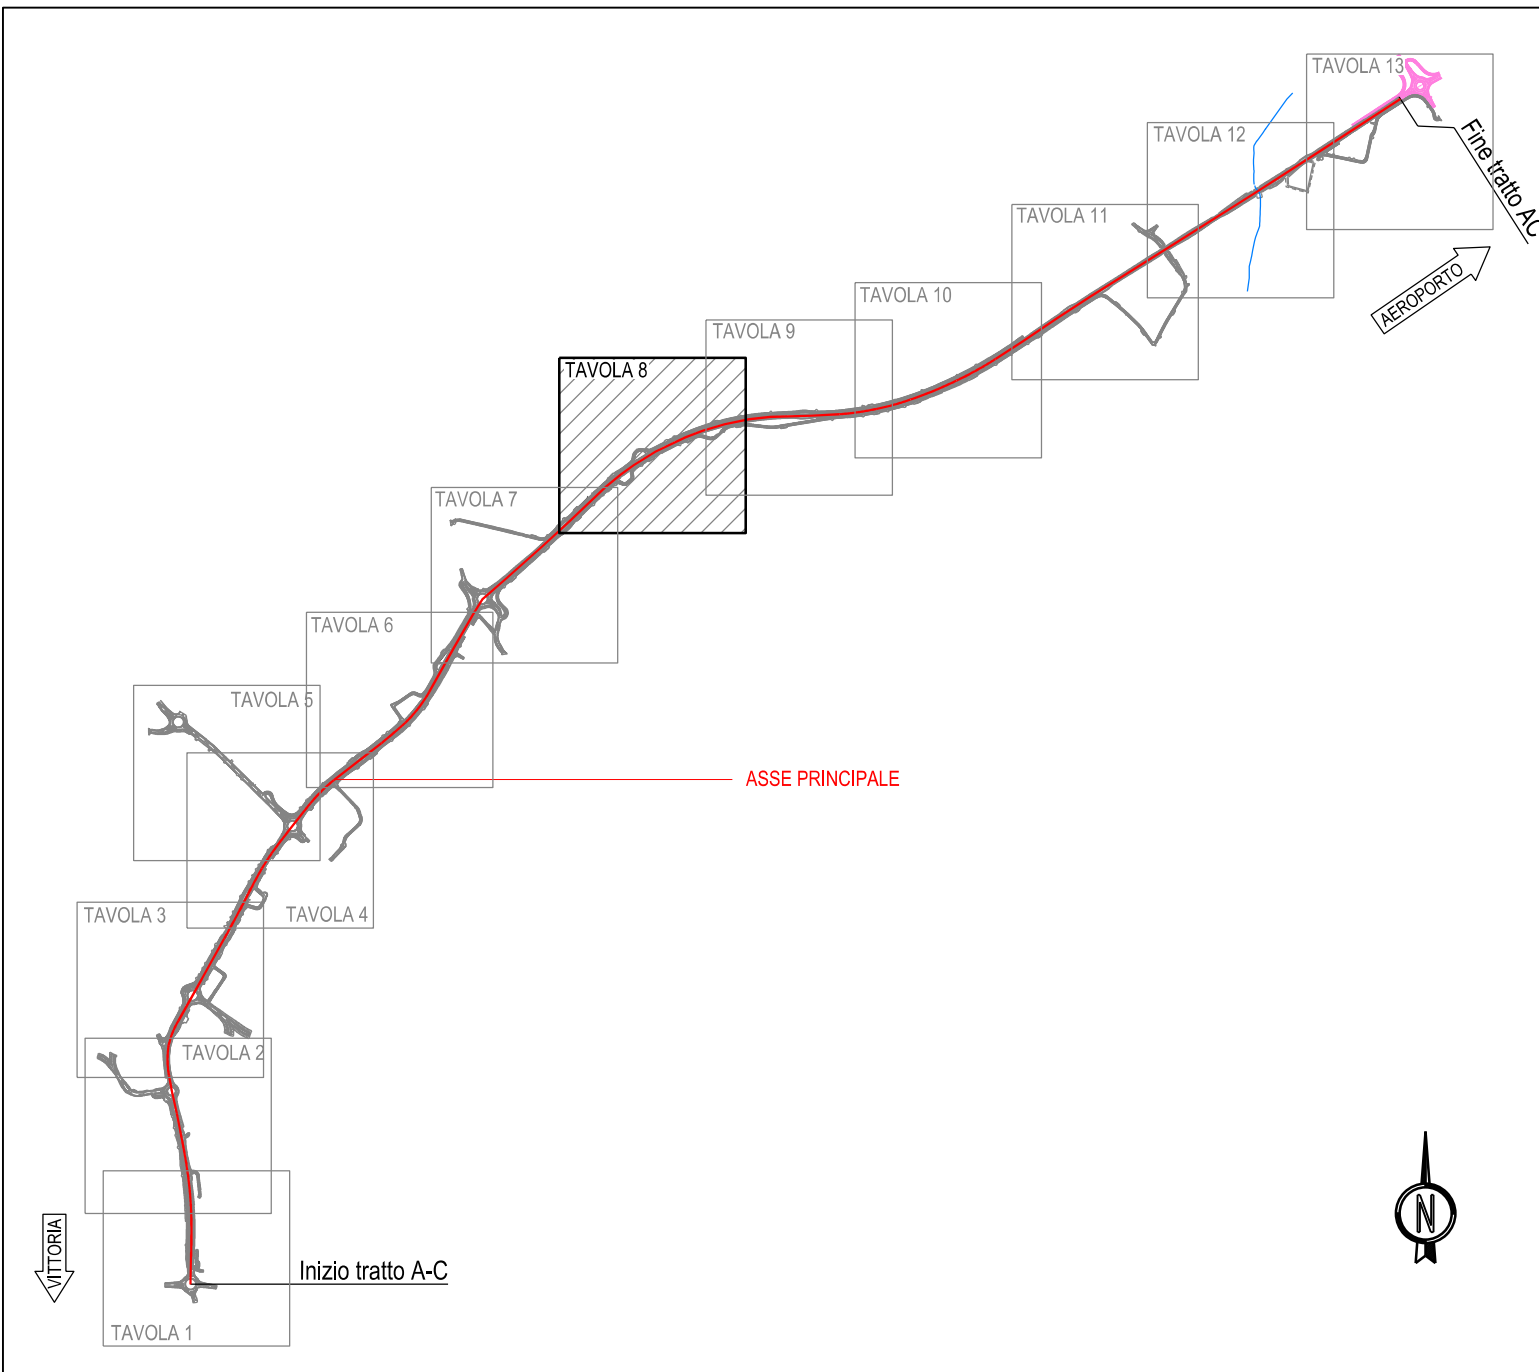 TAVOLA 13
Fine tratto AC
TAVOLA 12
TAVOLA 11
AEROPORTO
TAVOLA 10
TAVOLA 9
TAVOLA 8
TAVOLA 7
TAVOLA 6
TAVOLA 5
ASSE PRINCIPALE
TAVOLA 3
TAVOLA 4
TAVOLA 2
N
VITTORIA
Inizio tratto A-C
TAVOLA 1